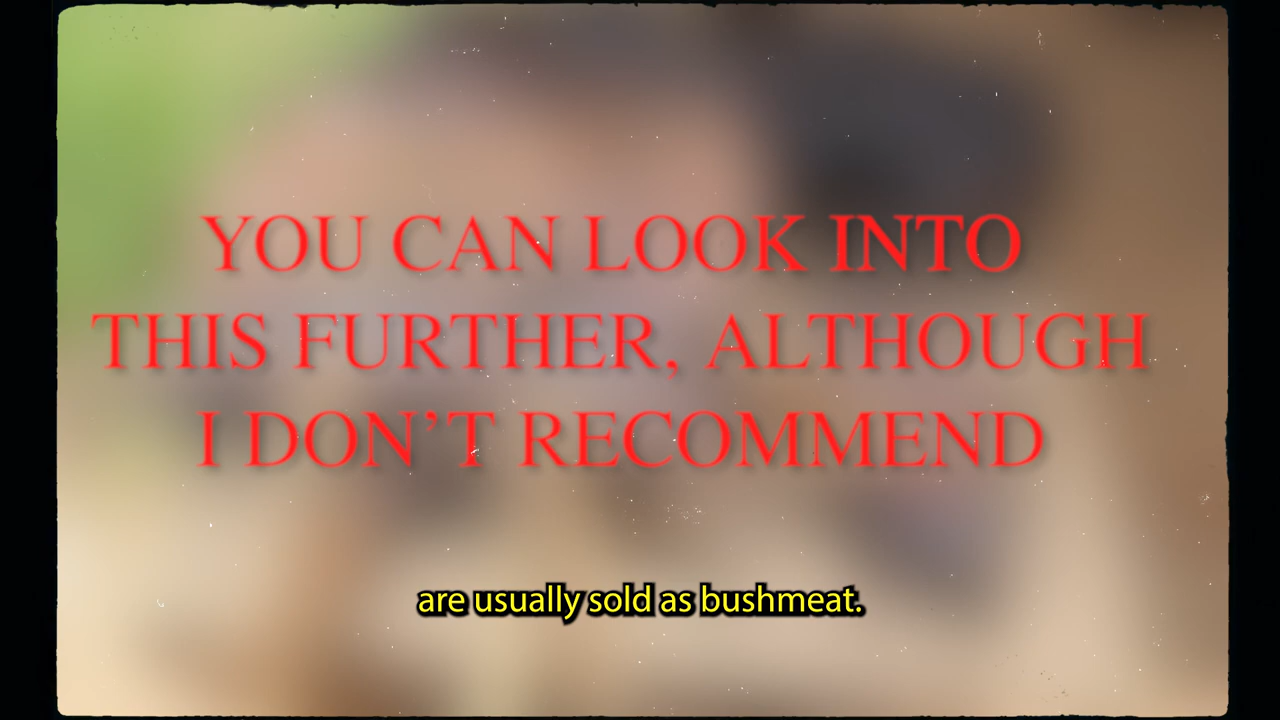 YOU CAN LOOK INTO
THIS FURTHER, ALTHOUGH
I DON’T RECOMMEND
are usually sold as bushmeat.